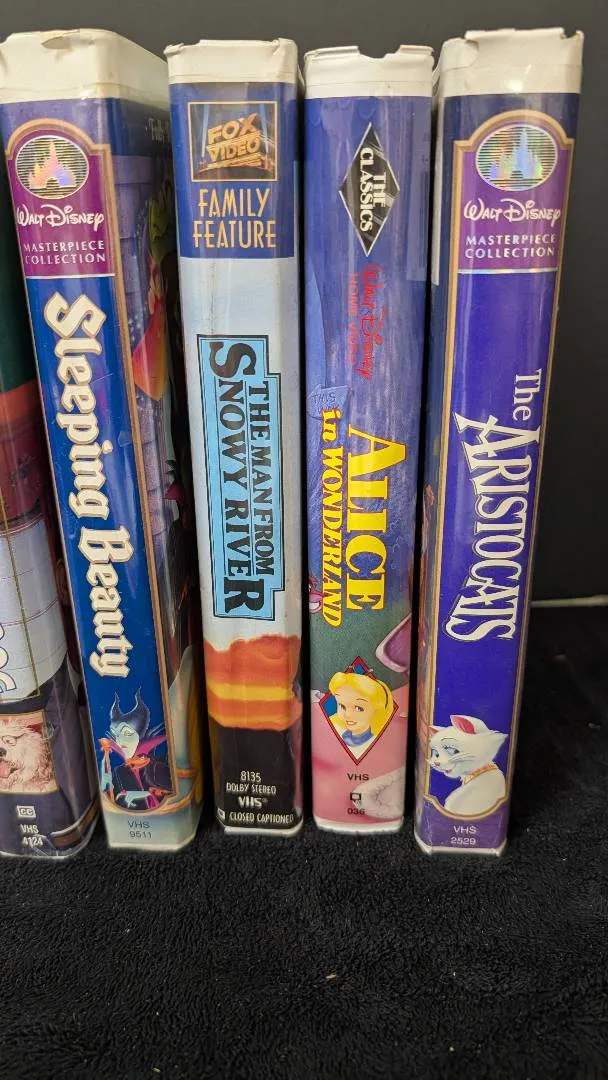 CC
VHS
4124
WALT DISNEY
MASTERPIECE
COLLECTION
Sleeping Beauty
VHS
9511
FOX
VIDEO
FAMILY
FEATURE
THE MAN FROM
SNOWY RIVER
8135
DOLBY STEREO
VHS
CLOSED CAPTIONED
THE
CLASSICS
Walt Disney
HOME VIDEO
THIS
ALICE
in WONDERLAND
VHS
036
WALT DISNEY
MASTERPIECE
COLLECTION
The
ARISTOCATS
VHS
2529